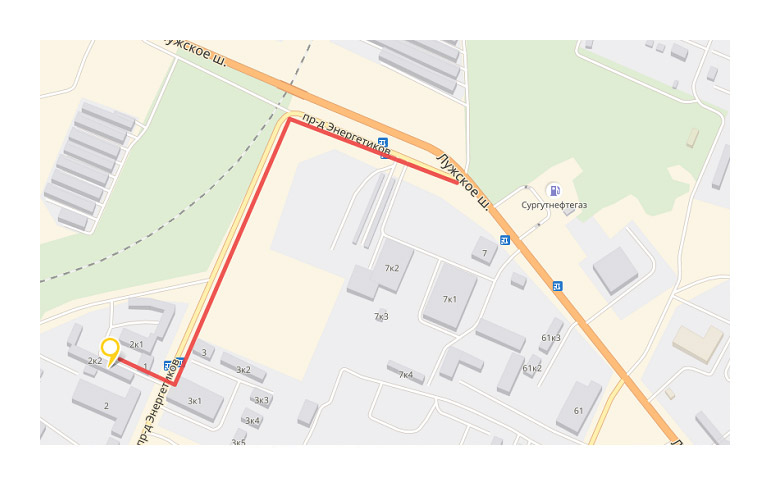 Лужское ш.
пр-д Энергетиков
Лужское ш.
Сургутнефтегаз
7
7к2
7к1
7к3
61к3
2к1
2к2
1
3
3к2
7к4
61к2
2
3к1
3к3
61
3к4
3к5
пр-д Энергетиков